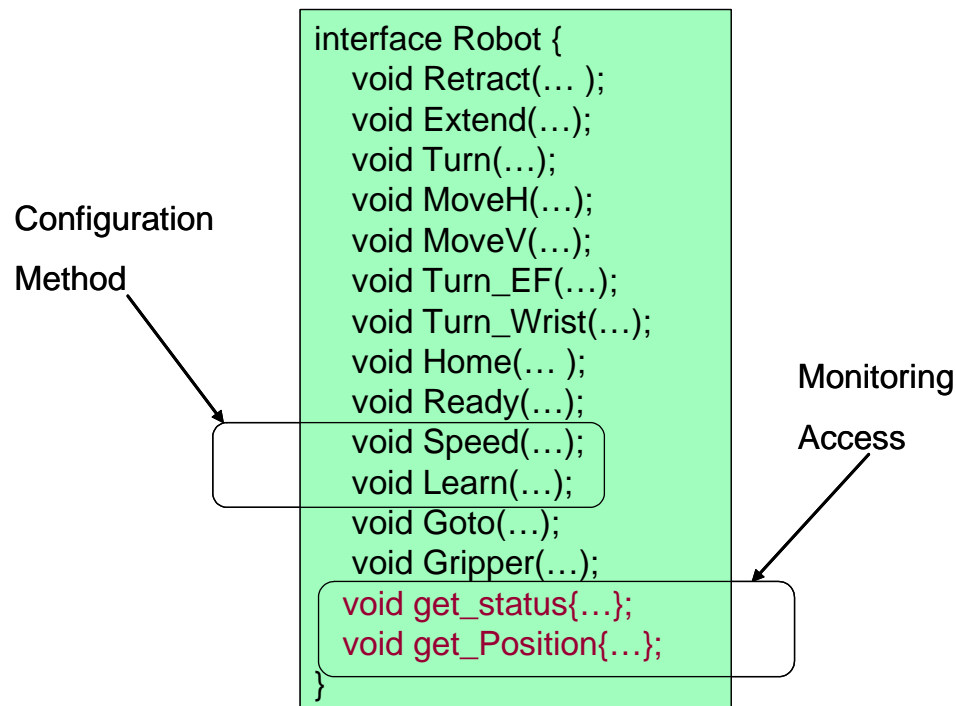 interface Robot {
void Retract(… );
void Extend(…);
void Turn(…);
void MoveH(…);
void MoveV(…);
void Turn_EF(…);
void Turn_Wrist(…);
void Home(… );
void Ready(…);
void Speed(…);
void Learn(…);
void Goto(…);
void Gripper(…);
void get_status{…};
void get_Position{…};
}
Configuration
Method
Monitoring
Access